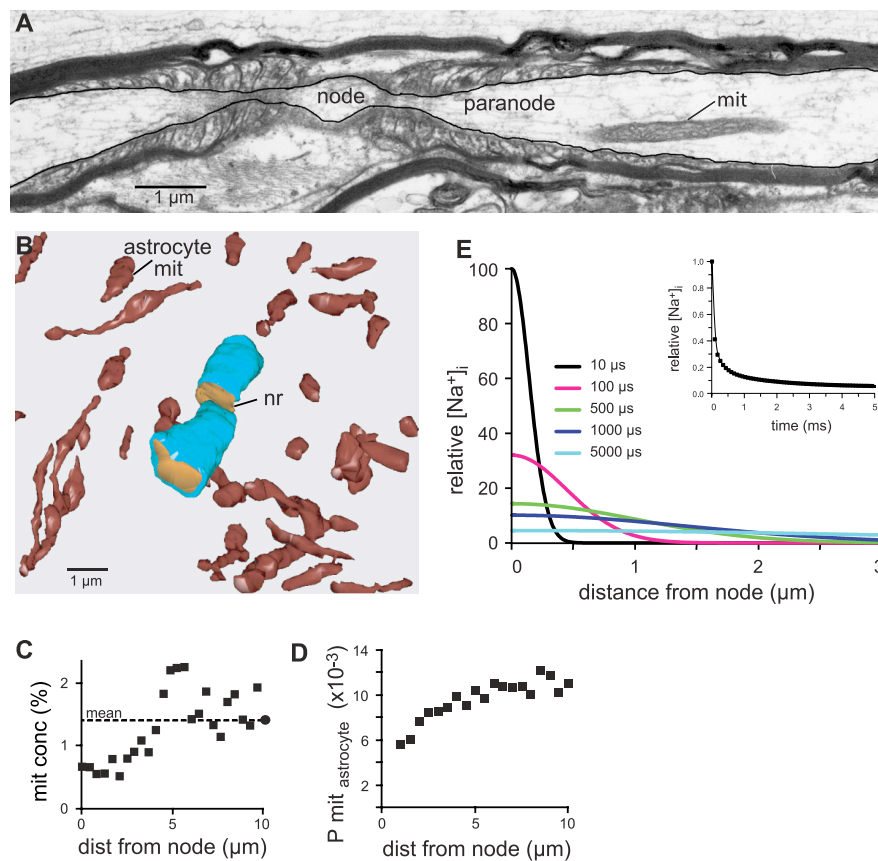 A
node
paranode
mit
1 µm
B
astrocyte
mit
nr
1 µm
E
relative [Na⁺]ᵢ
100
80
60
40
20
0
0
1
2
3
distance from node (µm)
10 µs
100 µs
500 µs
1000 µs
5000 µs
relative [Na⁺]ᵢ
1.0
0.8
0.6
0.4
0.2
0
0
1
2
3
4
5
time (ms)
C
mit conc (%)
2
1
0
mean
0
5
10
dist from node (µm)
D
P mit astrocyte (x10⁻³)
14
10
6
2
0
5
10
dist from node (µm)